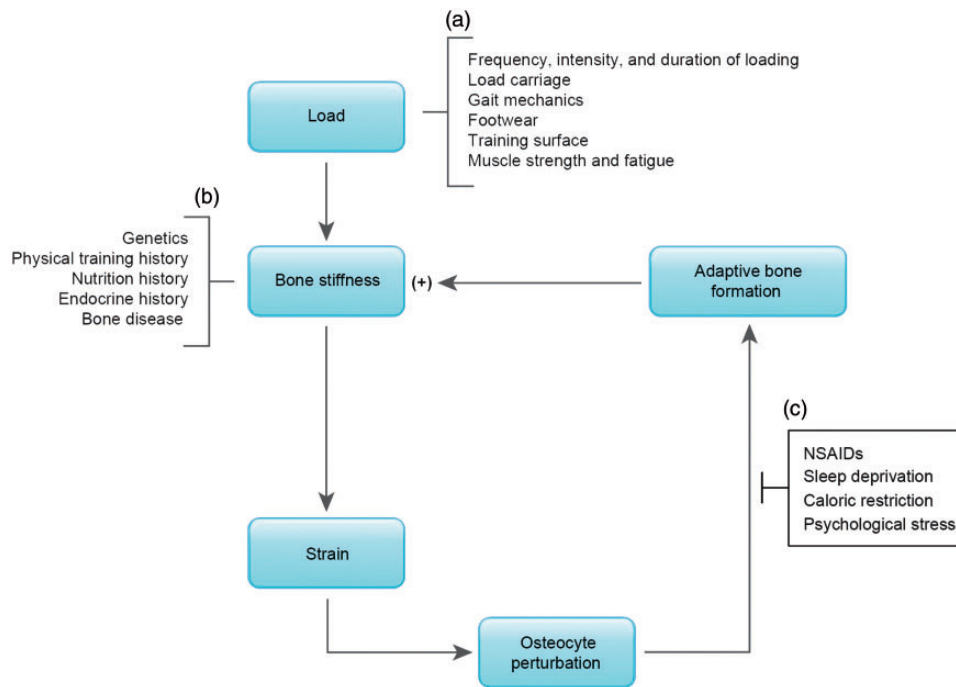 (a)
Frequency, intensity, and duration of loading
Load carriage
Gait mechanics
Footwear
Training surface
Muscle strength and fatigue
Load
(b)
Genetics
Physical training history
Nutrition history
Endocrine history
Bone disease
Bone stiffness
(+)
Adaptive bone
formation
(c)
NSAIDs
Sleep deprivation
Caloric restriction
Psychological stress
Strain
Osteocyte
perturbation